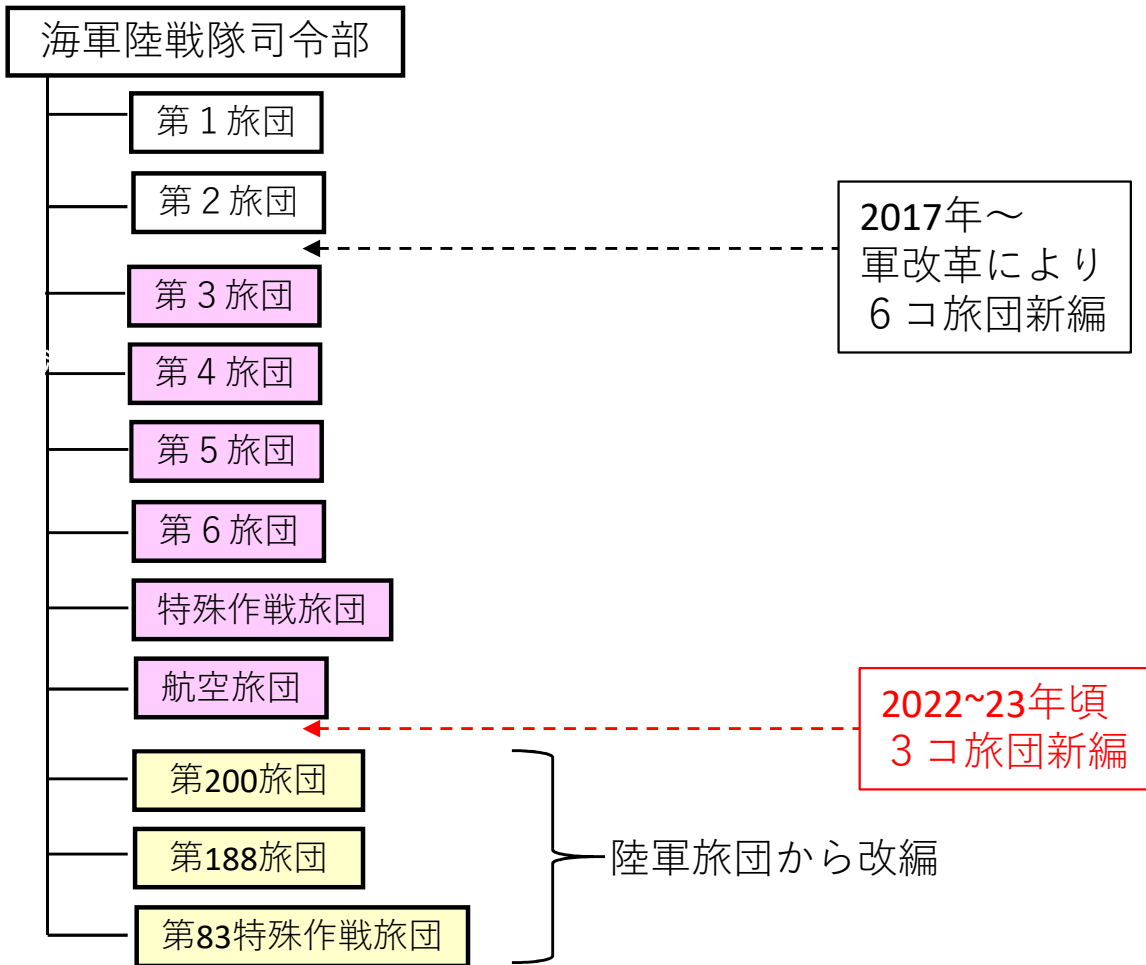 海軍陸戦隊司令部
第１旅団
第２旅団
2017年～
軍改革により
６コ旅団新編
第３旅団
第４旅団
第５旅団
第６旅団
特殊作戦旅団
航空旅団
2022~23年頃
３コ旅団新編
第200旅団
第188旅団
第83特殊作戦旅団
陸軍旅団から改編